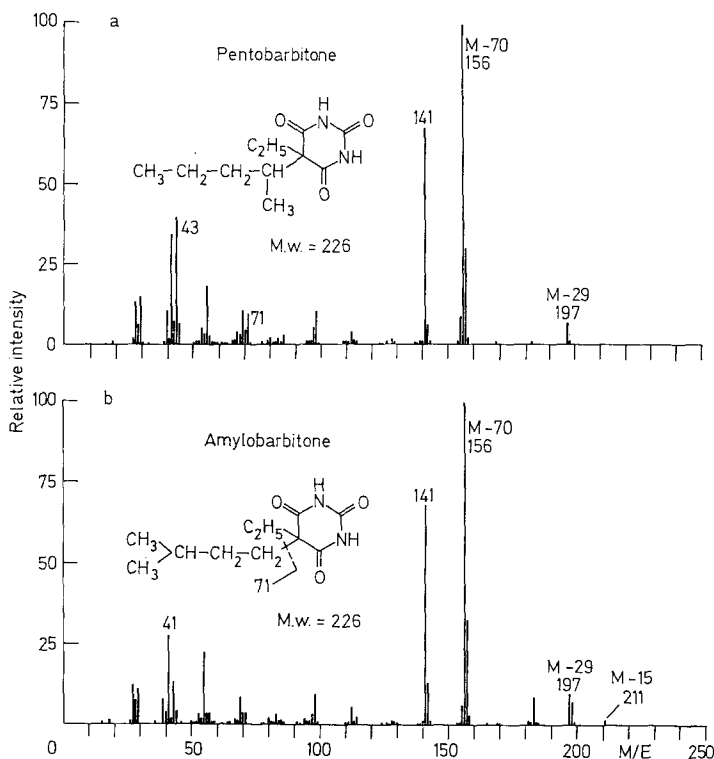 a
Pentobarbitone
H
O
N
O
C2H5
NH
CH3-CH2-CH2-CH
O
CH3
M.w. = 226
M-70
156
141
43
71
M-29
197
100
75
50
25
0
Relative intensity
b
Amylobarbitone
H
O
N
O
C2H5
NH
CH3
CH-CH2-CH2
CH3
O
71
M.w. = 226
M-70
156
141
41
M-29
197
M-15
211
100
75
50
25
0
50
100
150
200
M/E
250